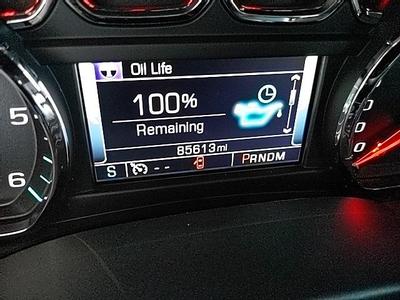 Oil Life
100%
Remaining
85613mi
S -- PRNDM
5
6